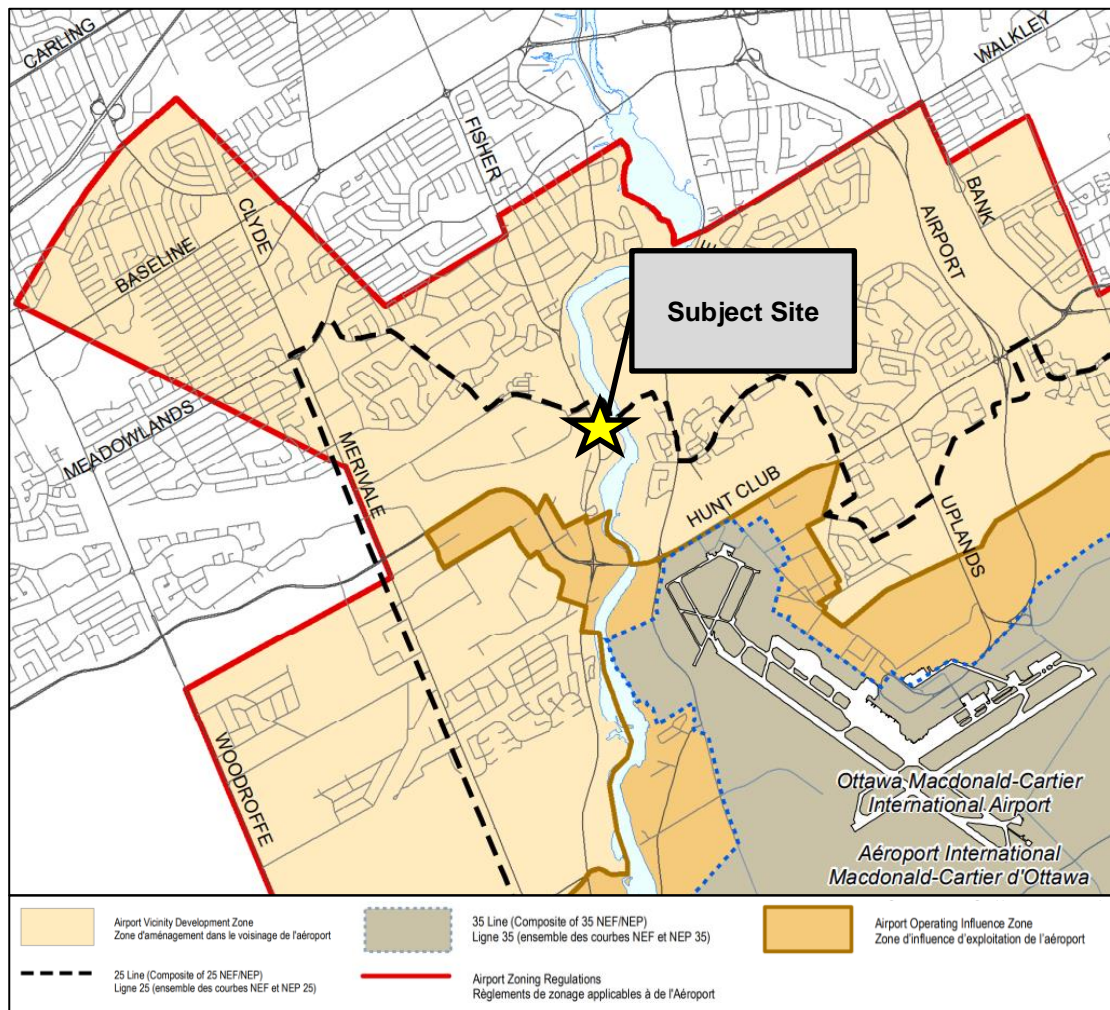 CARLING
WALKLEY
FISHER
CLYDE
BANK
BASELINE
AIRPORT
Subject Site
MEADOWLANDS
MERIVALE
HUNT CLUB
UPLANDS
WOODROFFE
Ottawa Macdonald-Cartier
International Airport
Aéroport International
Macdonald-Cartier d'Ottawa
Airport Vicinity Development Zone
Zone d'aménagement dans le voisinage de l'aéroport
35 Line (Composite of 35 NEF/NEP)
Ligne 35 (ensemble des courbes NEF et NEP 35)
Airport Operating Influence Zone
Zone d'influence d'exploitation de l'aéroport
25 Line (Composite of 25 NEF/NEP)
Ligne 25 (ensemble des courbes NEF et NEP 25)
Airport Zoning Regulations
Règlements de zonage applicables à de l'Aéroport